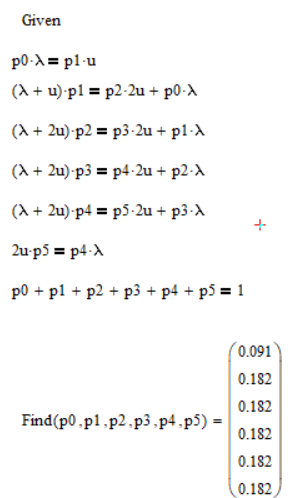 Given
p0·λ = p1·u
(λ + u)·p1 = p2·2u + p0·λ
(λ + 2u)·p2 = p3·2u + p1·λ
(λ + 2u)·p3 = p4·2u + p2·λ
(λ + 2u)·p4 = p5·2u + p3·λ
2u·p5 = p4·λ
p0 + p1 + p2 + p3 + p4 + p5 = 1
0.091
0.182
0.182
Find(p0,p1,p2,p3,p4,p5) =
0.182
0.182
0.182